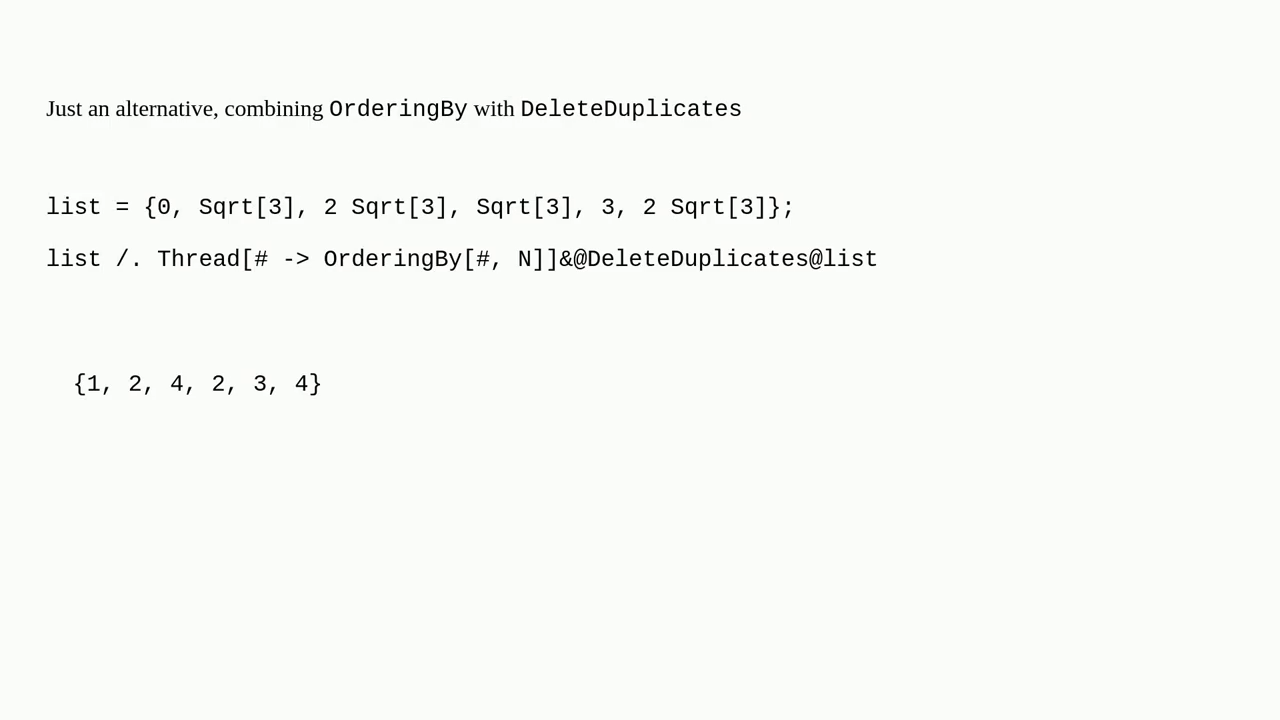 Just an alternative, combining OrderingBy with DeleteDuplicates
list = {0, Sqrt[3], 2 Sqrt[3], Sqrt[3], 3, 2 Sqrt[3]};
list /. Thread[# -> OrderingBy[#, N]]&@DeleteDuplicates@list
{1, 2, 4, 2, 3, 4}